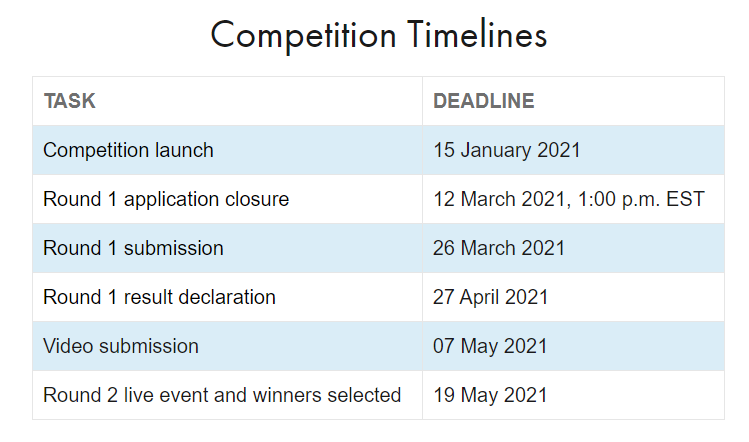 Competition Timelines
TASK DEADLINE
Competition launch 15 January 2021
Round 1 application closure 12 March 2021, 1:00 p.m. EST
Round 1 submission 26 March 2021
Round 1 result declaration 27 April 2021
Video submission 07 May 2021
Round 2 live event and winners selected 19 May 2021